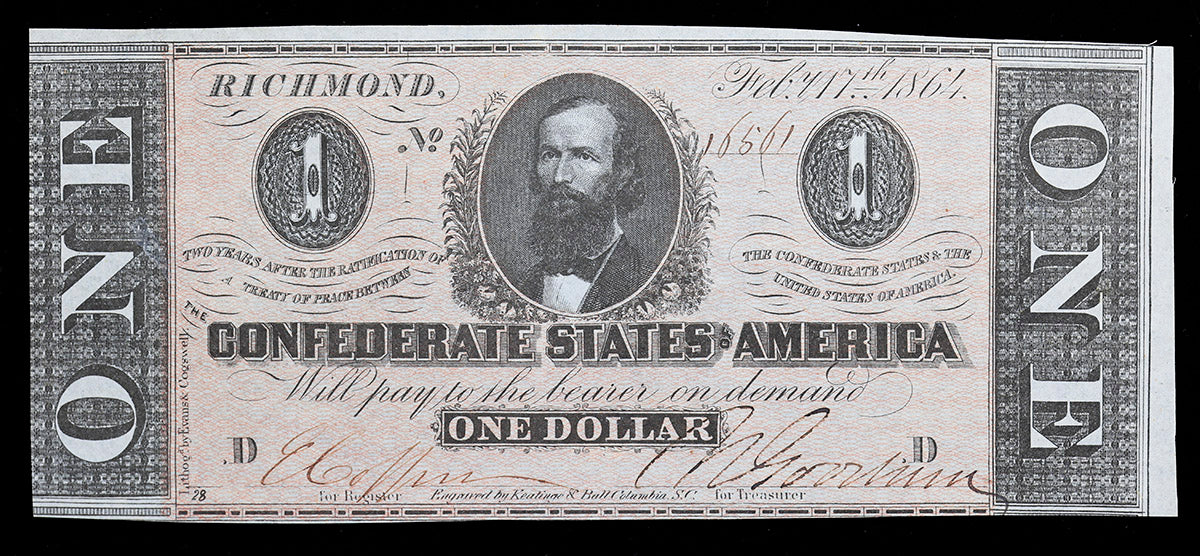 RICHMOND,
Feb.y 17th 1864.
No
16561
1
1
ONE
ONE
TWO YEARS AFTER THE RATIFICATION OF
A TREATY OF PEACE BETWEEN
THE CONFEDERATE STATES & THE
UNITED STATES OF AMERICA.
THE
CONFEDERATE STATES OF AMERICA
Will pay to the bearer on demand
ONE DOLLAR
D
D
for Register
Engraved by Keatinge & Ball Columbia, S.C.
for Treasurer
28
Lithog'd by Evans & Cogswell